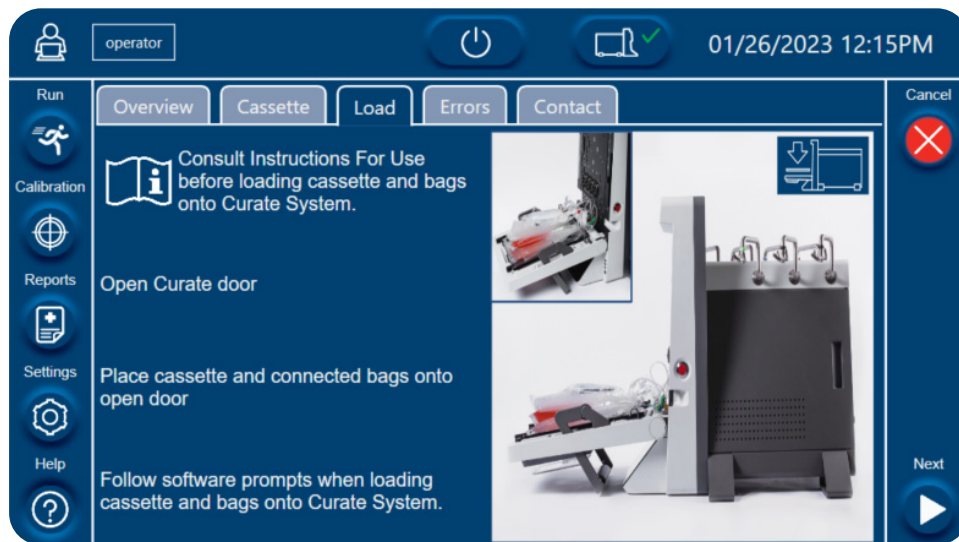 operator
01/26/2023 12:15PM
Run
Calibration
Reports
Settings
Help
Overview
Cassette
Load
Errors
Contact
Consult Instructions For Use
before loading cassette and bags
onto Curate System.
Open Curate door
Place cassette and connected bags onto
open door
Follow software prompts when loading
cassette and bags onto Curate System.
Cancel
Next